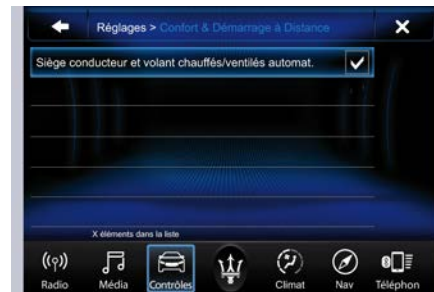 Réglages > Confort & Démarrage à Distance
Siège conducteur et volant chauffés/ventilés automat.
X éléments dans la liste
Radio Média Contrôles Climat Nav Téléphon